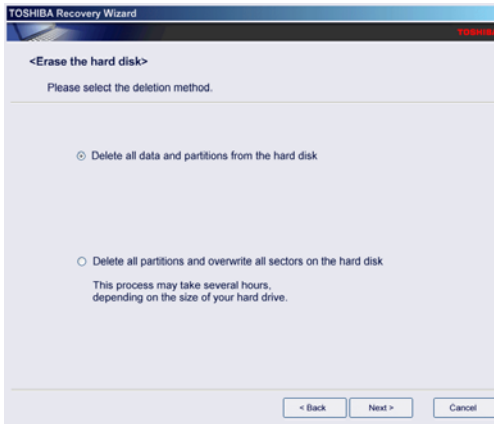 TOSHIBA Recovery Wizard
TOSHIBA
<Erase the hard disk>
Please select the deletion method.
Delete all data and partitions from the hard disk
Delete all partitions and overwrite all sectors on the hard disk
This process may take several hours,
depending on the size of your hard drive.
< Back
Next >
Cancel